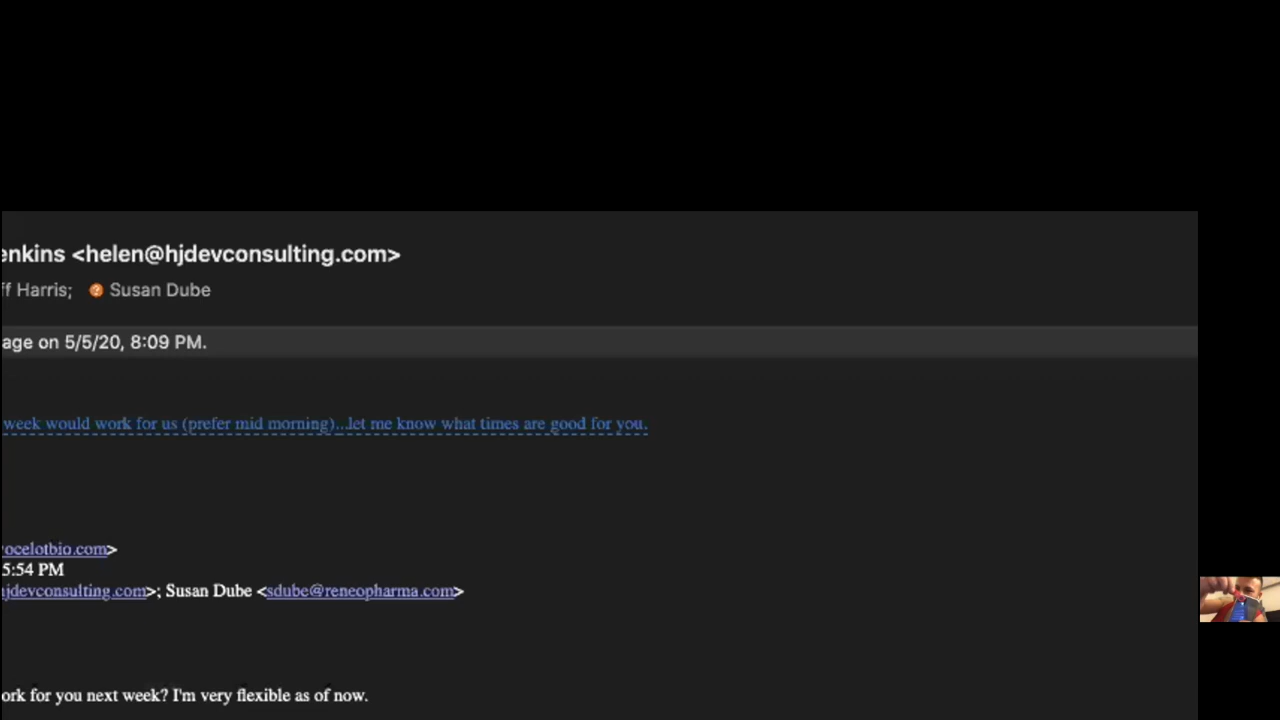 enkins <helen@hjdevconsulting.com>
ff Harris; Susan Dube
age on 5/5/20, 8:09 PM.
week would work for us (prefer mid morning)...let me know what times are good for you.
ocelotbio.com>
5:54 PM
hjdevconsulting.com>; Susan Dube <sdube@reneopharma.com>
ork for you next week? I'm very flexible as of now.